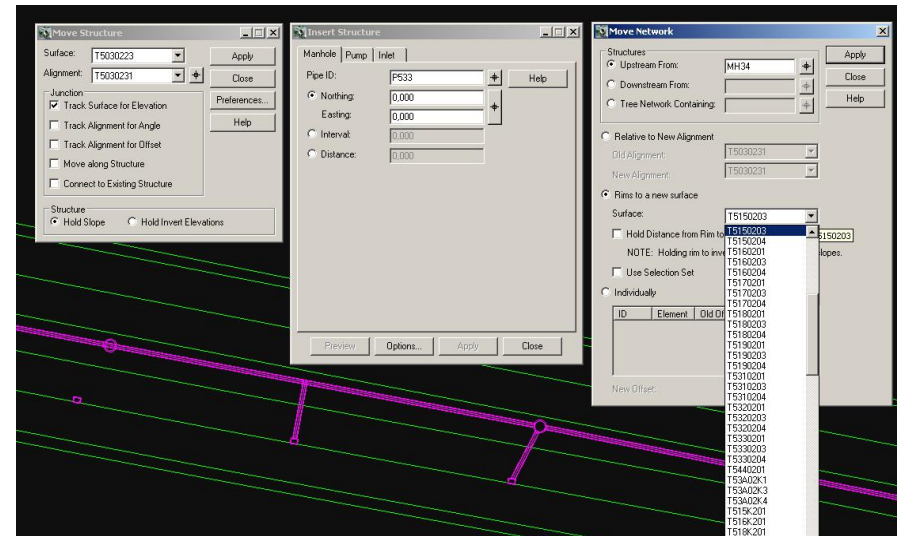 Move Structure
Surface: T5030223
Apply
Alignment: T5030231
Close
Junction
Preferences...
Track Surface for Elevation
Help
Track Alignment for Angle
Track Alignment for Offset
Move along Structure
Connect to Existing Structure
Structure
Hold Slope Hold Invert Elevations
Insert Structure
Manhole Pump Inlet
Pipe ID: P533
Help
Northing: 0,000
Easting: 0,000
Interval: 0,000
Distance: 0,000
Preview Options... Apply Close
Move Network
Structures
Apply
Upstream From: MH34
Close
Downstream From:
Help
Tree Network Containing:
Relative to New Alignment
Old Alignment: T5030231
New Alignment: T5030231
Rims to a new surface
Surface: T5150203
Hold Distance from Rim to
5150203
NOTE: Holding rim to inve
lopes.
Use Selection Set
Individually
ID Element Old Of
New Offset:
T5150203
T5150204
T5160201
T5160203
T5160204
T5170201
T5170203
T5170204
T5180201
T5180203
T5180204
T5190201
T5190203
T5190204
T5310201
T5310203
T5310204
T5320201
T5320203
T5320204
T5330201
T5330203
T5330204
T5440201
T53A02K1
T53A02K3
T53A02K4
T515K201
T516K201
T518K201